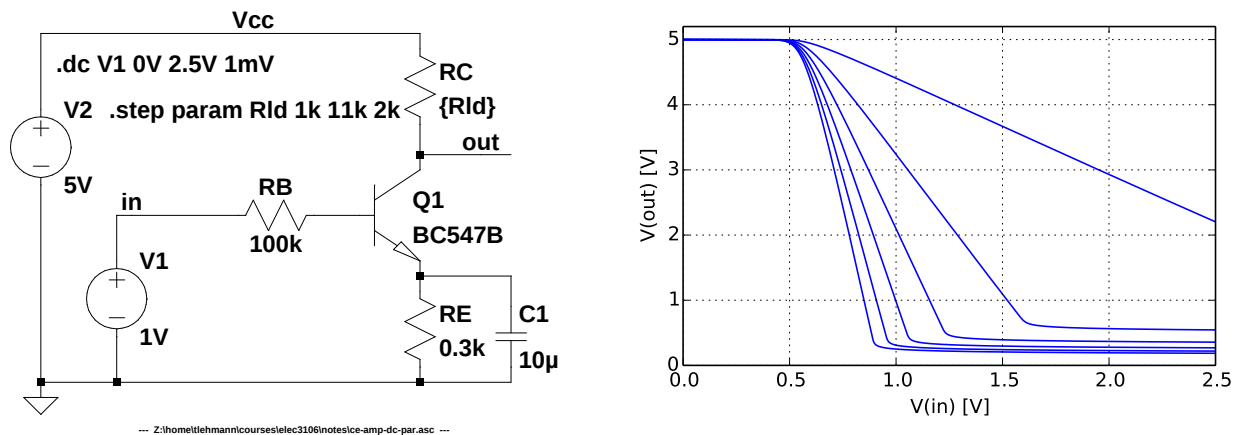 Vcc
.dc V1 0V 2.5V 1mV
RC
V2 .step param Rld 1k 11k 2k {Rld}
out
5V
RB
Q1
in
100k
BC547B
V1
RE
C1
1V
0.3k
10µ
--- Z:\home\tlehmann\courses\elec3106\notes\ce-amp-dc-par.asc ---
V(out) [V]
5
4
3
2
1
0
0.0 0.5 1.0 1.5 2.0 2.5
V(in) [V]